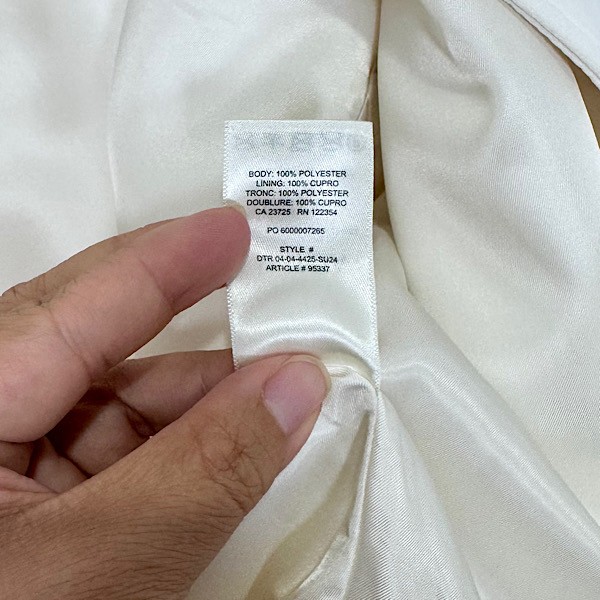 BODY: 100% POLYESTER
LINING: 100% CUPRO
TRONC: 100% POLYESTER
DOUBLURE: 100% CUPRO
CA 23725 RN 122354
PO 6000007265
STYLE #
DTR 04-04-4425-SU24
ARTICLE # 95337